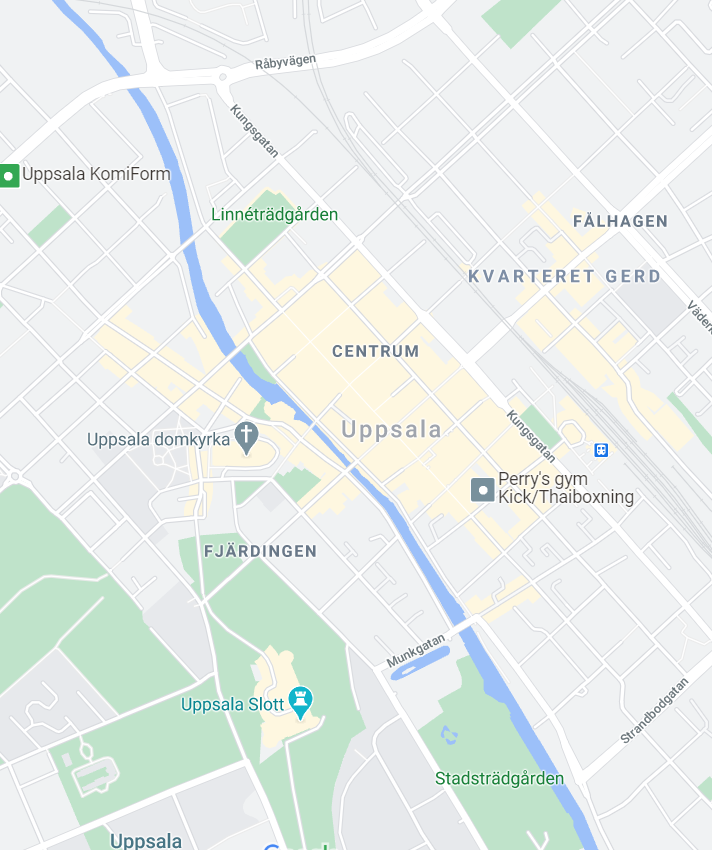 Råbyvägen
Kungsgatan
Uppsala KomiForm
Linnéträdgården
FÅLHAGEN
KVARTERET GERD
CENTRUM
Uppsala
Kungsgatan
Uppsala domkyrka
Perry's gym
Kick/Thaiboxning
FJÄRDINGEN
Munkgatan
Uppsala Slott
Strandbodgatan
Stadsträdgården
Uppsala